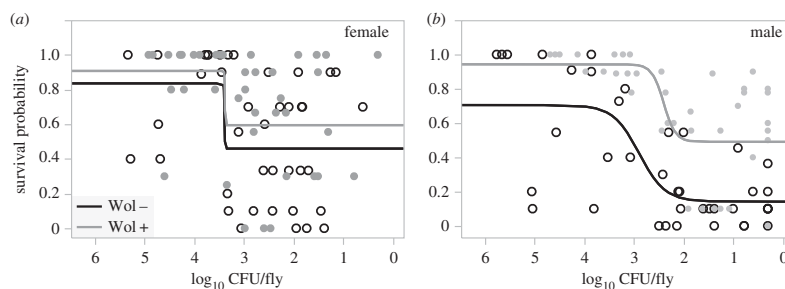 (a)
female
1.0
0.8
0.6
0.4
0.2
0
survival probability
Wol –
Wol +
6 5 4 3 2 1 0
log10 CFU/fly
(b)
male
1.0
0.8
0.6
0.4
0.2
0
6 5 4 3 2 1 0
log10 CFU/fly